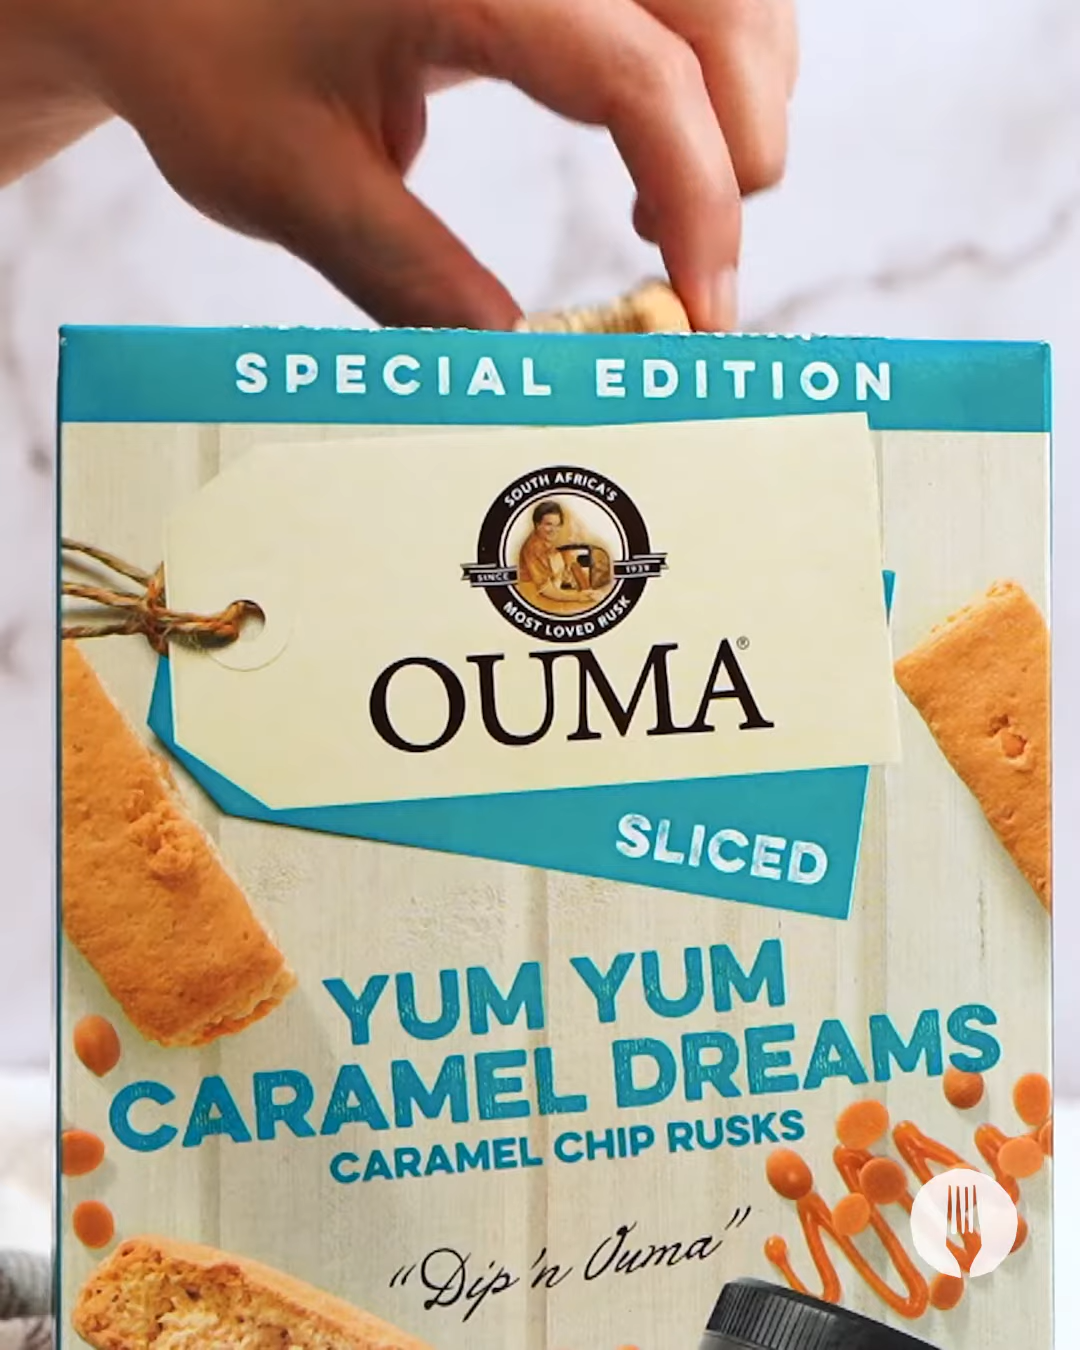 SPECIAL EDITION
SOUTH AFRICA'S
SINCE 1939
MOST LOVED RUSK
OUMA®
SLICED
YUM YUM
CARAMEL DREAMS
CARAMEL CHIP RUSKS
"Dip 'n Ouma"